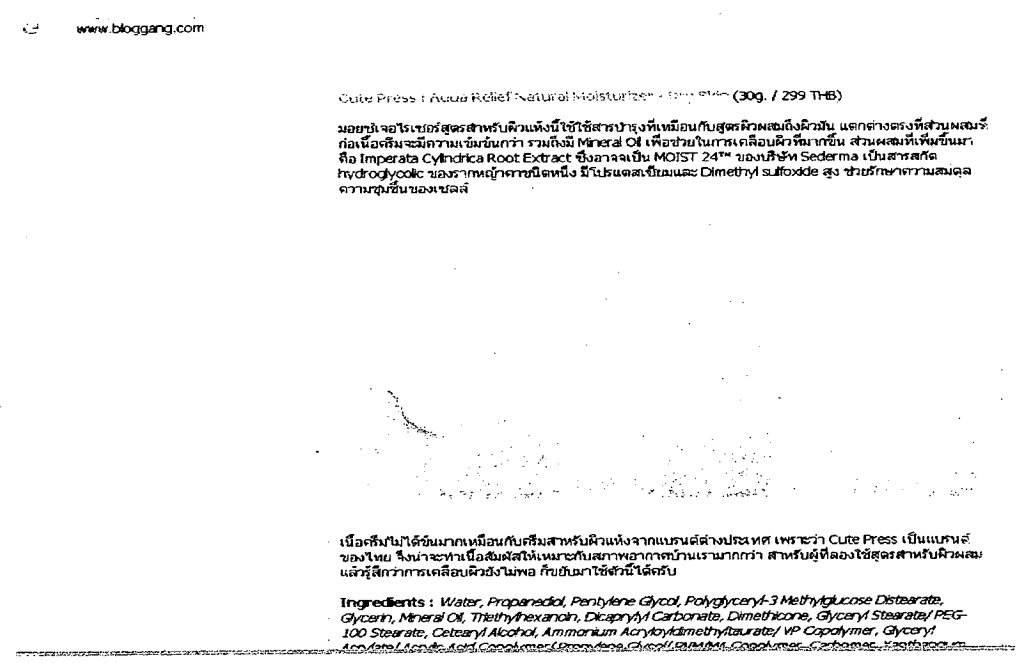 www.bloggang.com
Cute Press : Aqua Relief Natural Moisturizer - Dry Skin (30g. / 299 THB)
มอยซ์เจอไรเซอร์สูตรสำหรับผิวแห้งนี้ใช้ใช้สารบำรุงที่เหมือนกับสูตรผิวผสมถึงผิวมัน แตกต่างตรงที่ส่วนผสมที่
ก่อเนื้อครีมจะมีความเข้มข้นกว่า รวมถึงมี Mineral Oil เพื่อช่วยในการเคลือบผิวที่มากขึ้น ส่วนผสมที่เพิ่มขึ้นมา
คือ Imperata Cylindrica Root Extract ซึ่งอาจจะเป็น MOIST 24™ ของบริษัท Sederma เป็นสารสกัด
hydroglycolic ของรากหญ้าคาชนิดหนึ่ง มีโปรแตสเซียมและ Dimethyl sulfoxide สูง ช่วยรักษาความสมดุล
ความชุ่มชื้นของเซลล์
เนื้อครีมไม่ได้ข้นมากเหมือนกับครีมสำหรับผิวแห้งจากแบรนด์ต่างประเทศ เพราะว่า Cute Press เป็นแบรนด์
ของไทย จึงน่าจะทำเนื้อสัมผัสให้เหมาะกับสภาพอากาศบ้านเรามากกว่า สำหรับผู้ที่ลองใช้สูตรสำหรับผิวผสม
แล้วรู้สึกว่าการเคลือบผิวยังไม่พอ ก็ขยับมาใช้ตัวนี้ได้ครับ
Ingredients : Water, Propanediol, Pentylene Glycol, Polyglyceryl-3 Methylglucose Distearate,
Glycerin, Mineral Oil, Triethylhexanoin, Dicaprylyl Carbonate, Dimethicone, Glyceryl Stearate/ PEG-
100 Stearate, Cetearyl Alcohol, Ammonium Acryloyldimethyltaurate/ VP Copolymer, Glyceryl